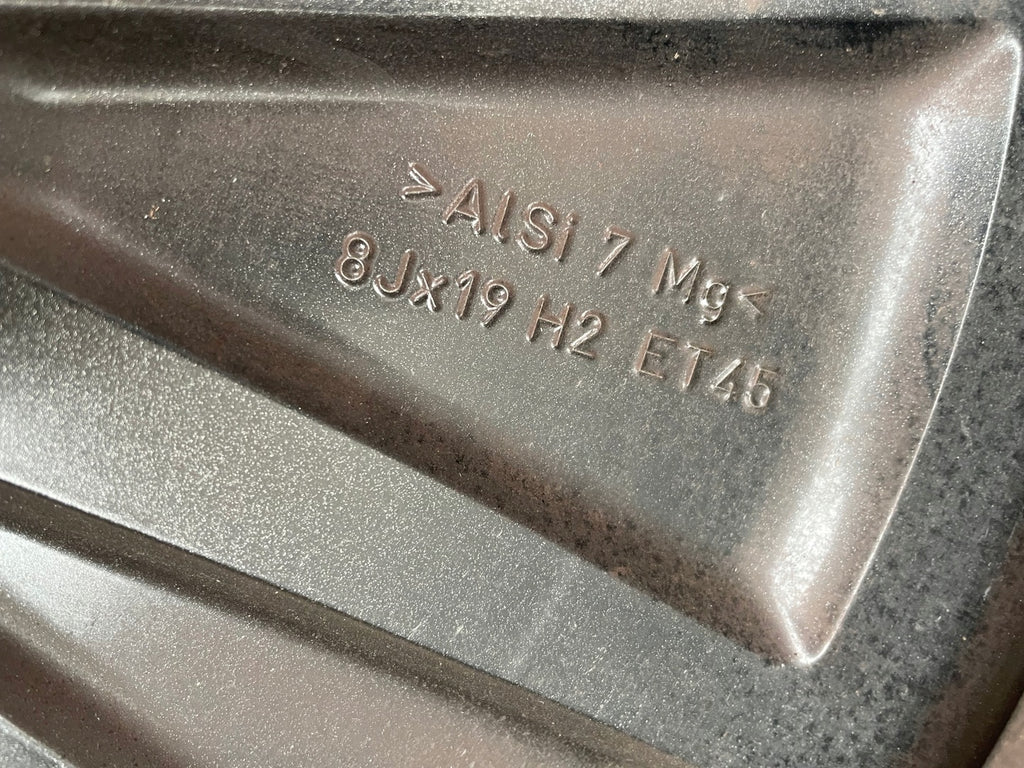 >AlSi 7 Mg<
8Jx19 H2 ET45